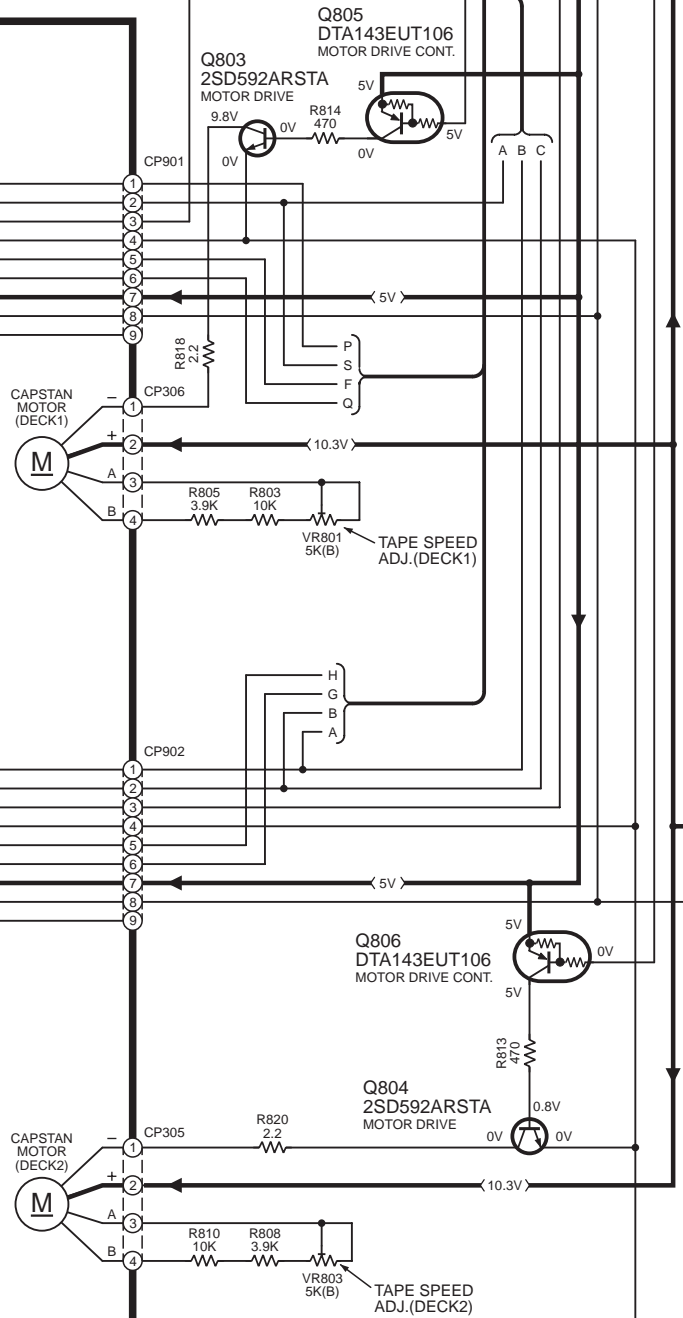 Q805
DTA143EUT106
MOTOR DRIVE CONT.
Q803
2SD592ARSTA
MOTOR DRIVE
5V
9.8V
R814
470
0V
5V
0V
0V
A B C
CP901
1
2
3
4
5
6
7
5V
8
9
R818
2.2
P
S
F
Q
CAPSTAN
MOTOR
(DECK1)
CP306
–
1
+
2
10.3V
M
A
3
B
4
R805
3.9K
R803
10K
VR801
5K(B)
TAPE SPEED
ADJ.(DECK1)
H
G
B
A
CP902
1
2
3
4
5
6
7
5V
8
9
5V
Q806
DTA143EUT106
MOTOR DRIVE CONT.
0V
5V
R813
470
Q804
2SD592ARSTA
MOTOR DRIVE
0.8V
0V
0V
R820
2.2
CAPSTAN
MOTOR
(DECK2)
CP305
–
1
+
2
10.3V
M
A
3
B
4
R810
10K
R808
3.9K
VR803
5K(B)
TAPE SPEED
ADJ.(DECK2)